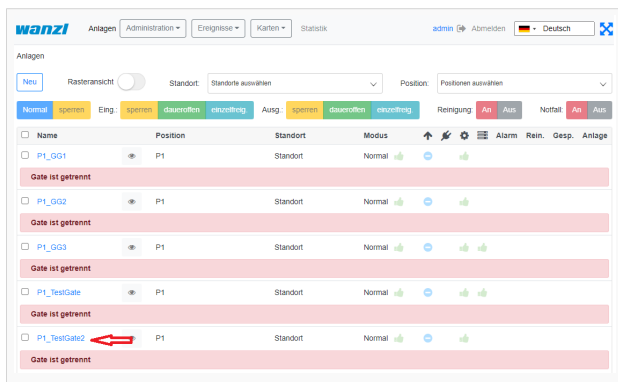 wanzl Anlagen Administration Ereignisse Karten Statistik admin Abmelden Deutsch
Anlagen
Neu Rasteransicht Standort: Standorte auswählen Position: Positionen auswählen
Normal sperren Eing.: sperren daueroffen einzelfreig Ausg.: sperren daueroffen einzelfreig Reinigung: An Aus Notfall: An Aus
Name Position Standort Modus Alarm Rein. Gesp. Anlage
P1_GG1 P1 Standort Normal
Gate ist getrennt
P1_GG2 P1 Standort Normal
Gate ist getrennt
P1_GG3 P1 Standort Normal
Gate ist getrennt
P1_TestGate P1 Standort Normal
Gate ist getrennt
P1_TestGate2 P1 Standort Normal
Gate ist getrennt